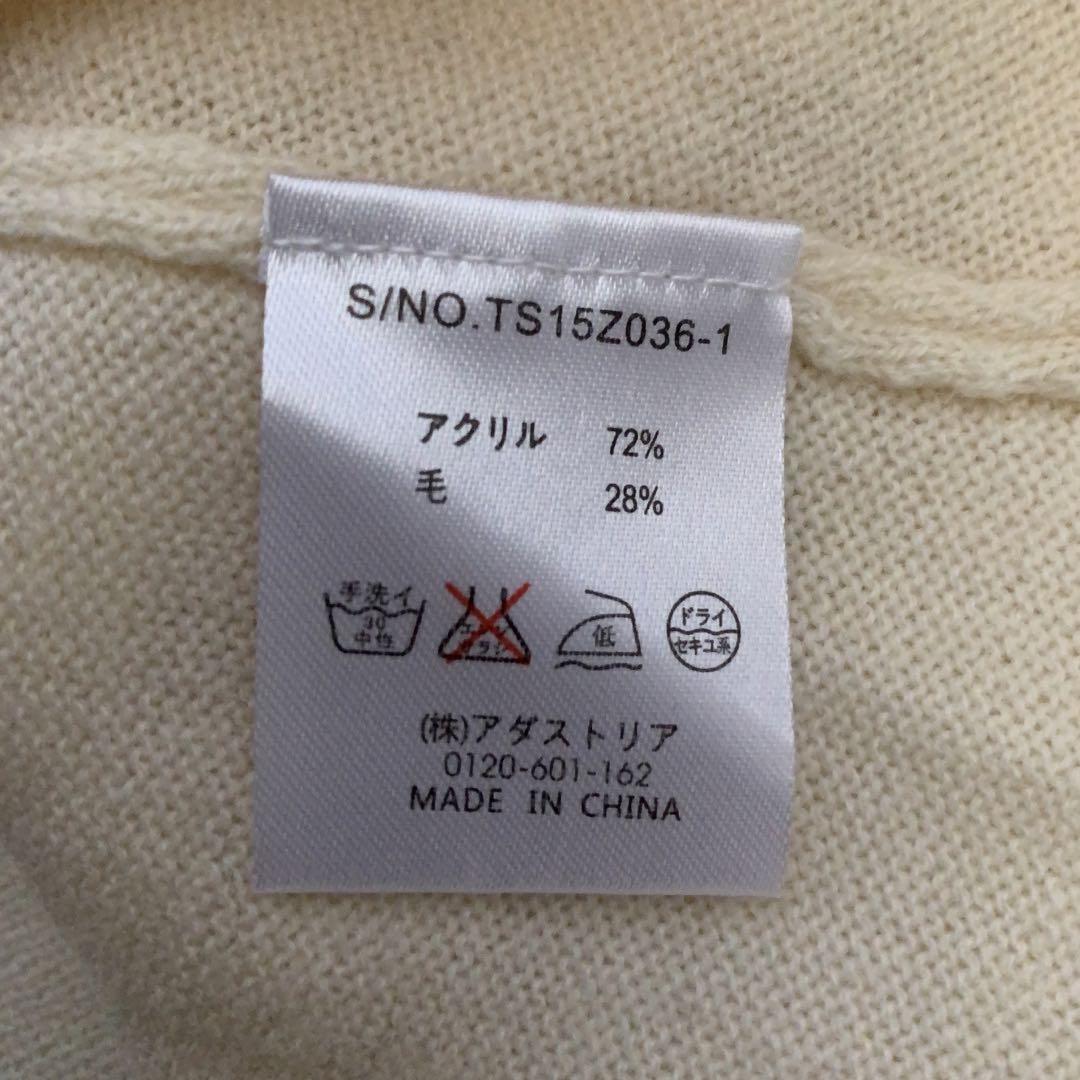 S/NO.TS15Z036-1
アクリル 72%
毛 28%
手洗イ
30
中性
低
ドライ
セキユ系
(株)アダストリア
0120-601-162
MADE IN CHINA